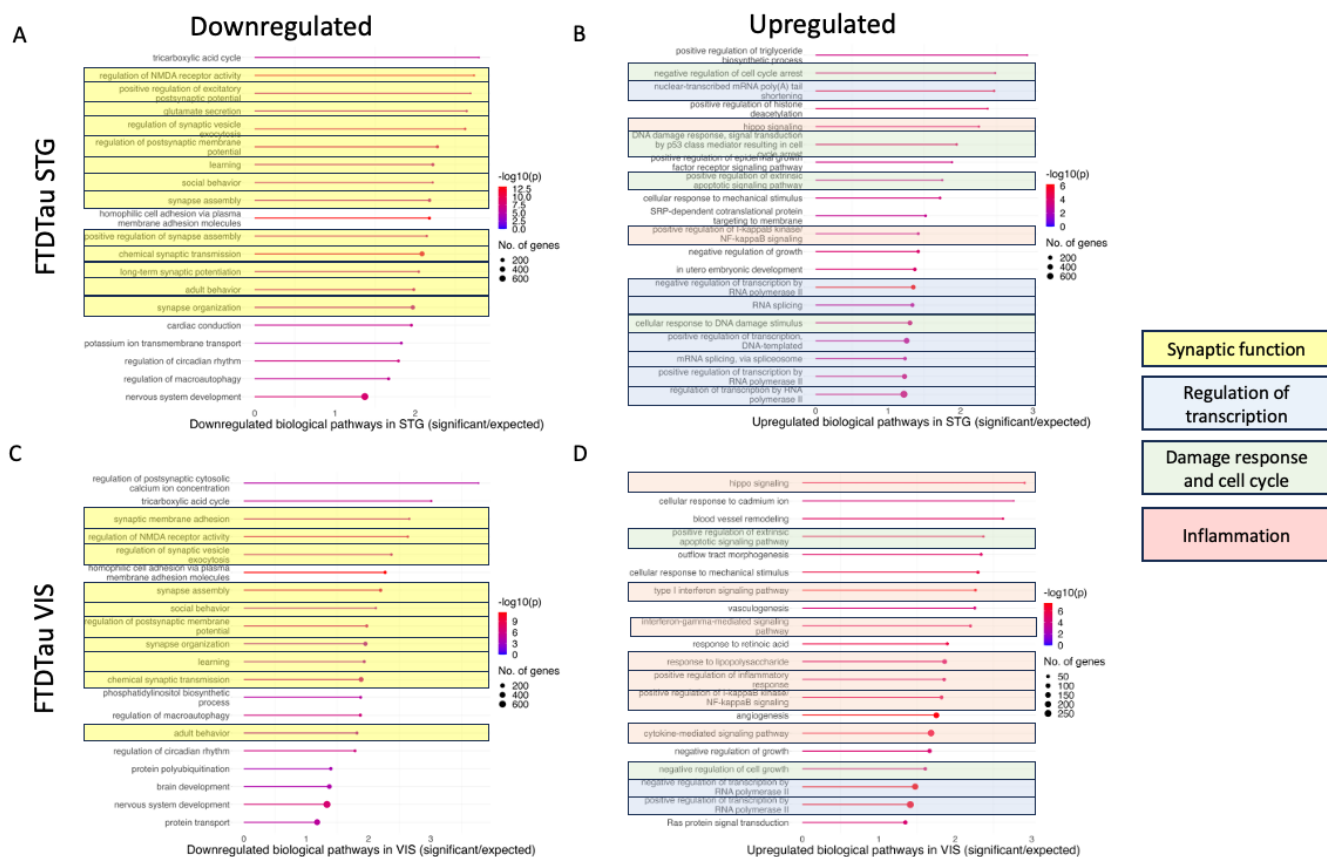 Downregulated
Upregulated
A
B
FTDTau STG
tricarboxylic acid cycle
regulation of NMDA receptor activity
positive regulation of excitatory
postsynaptic potential
glutamate secretion
regulation of synaptic vesicle
exocytosis
regulation of postsynaptic membrane
potential
learning
social behavior
synapse assembly
homophilic cell adhesion via plasma
membrane adhesion molecules
positive regulation of synapse assembly
chemical synaptic transmission
long-term synaptic potentiation
adult behavior
synapse organization
cardiac conduction
potassium ion transmembrane transport
regulation of circadian rhythm
regulation of macroautophagy
nervous system development
0 1 2 3
Downregulated biological pathways in STG (significant/expected)
-log10(p)
12.5
10.0
7.5
5.0
2.5
0.0
No. of genes
200
400
600
positive regulation of triglyceride
biosynthetic process
negative regulation of cell cycle arrest
nuclear-transcribed mRNA poly(A) tail
shortening
positive regulation of histone
deacetylation
hippo signaling
DNA damage response, signal transduction
by p53 class mediator resulting in cell
cycle arrest
positive regulation of epidermal growth
factor receptor signaling pathway
positive regulation of extrinsic
apoptotic signaling pathway
cellular response to mechanical stimulus
SRP-dependent cotranslational protein
targeting to membrane
positive regulation of I-kappaB kinase/
NF-kappaB signaling
negative regulation of growth
in utero embryonic development
negative regulation of transcription by
RNA polymerase II
RNA splicing
cellular response to DNA damage stimulus
positive regulation of transcription,
DNA-templated
mRNA splicing, via spliceosome
positive regulation of transcription by
RNA polymerase II
regulation of transcription by RNA
polymerase II
0 1 2 3
Upregulated biological pathways in STG (significant/expected)
-log10(p)
6
4
2
0
No. of genes
200
400
600
Synaptic function
Regulation of
transcription
Damage response
and cell cycle
Inflammation
C
D
FTDTau VIS
regulation of postsynaptic cytosolic
calcium ion concentration
tricarboxylic acid cycle
synaptic membrane adhesion
regulation of NMDA receptor activity
regulation of synaptic vesicle
exocytosis
homophilic cell adhesion via plasma
membrane adhesion molecules
synapse assembly
social behavior
regulation of postsynaptic membrane
potential
synapse organization
learning
chemical synaptic transmission
phosphatidylinositol biosynthetic
process
regulation of macroautophagy
adult behavior
regulation of circadian rhythm
protein polyubiquitination
brain development
nervous system development
protein transport
0 1 2 3
Downregulated biological pathways in VIS (significant/expected)
-log10(p)
9
6
3
0
No. of genes
200
400
600
hippo signaling
cellular response to cadmium ion
blood vessel remodeling
positive regulation of extrinsic
apoptotic signaling pathway
outflow tract morphogenesis
cellular response to mechanical stimulus
type I interferon signaling pathway
vasculogenesis
interferon-gamma-mediated signaling
pathway
response to retinoic acid
response to lipopolysaccharide
positive regulation of inflammatory
response
positive regulation of I-kappaB kinase/
NF-kappaB signaling
angiogenesis
cytokine-mediated signaling pathway
negative regulation of growth
negative regulation of cell growth
negative regulation of transcription by
RNA polymerase II
positive regulation of transcription by
RNA polymerase II
Ras protein signal transduction
0 1 2 3
Upregulated biological pathways in VIS (significant/expected)
-log10(p)
6
4
2
0
No. of genes
50
100
150
200
250